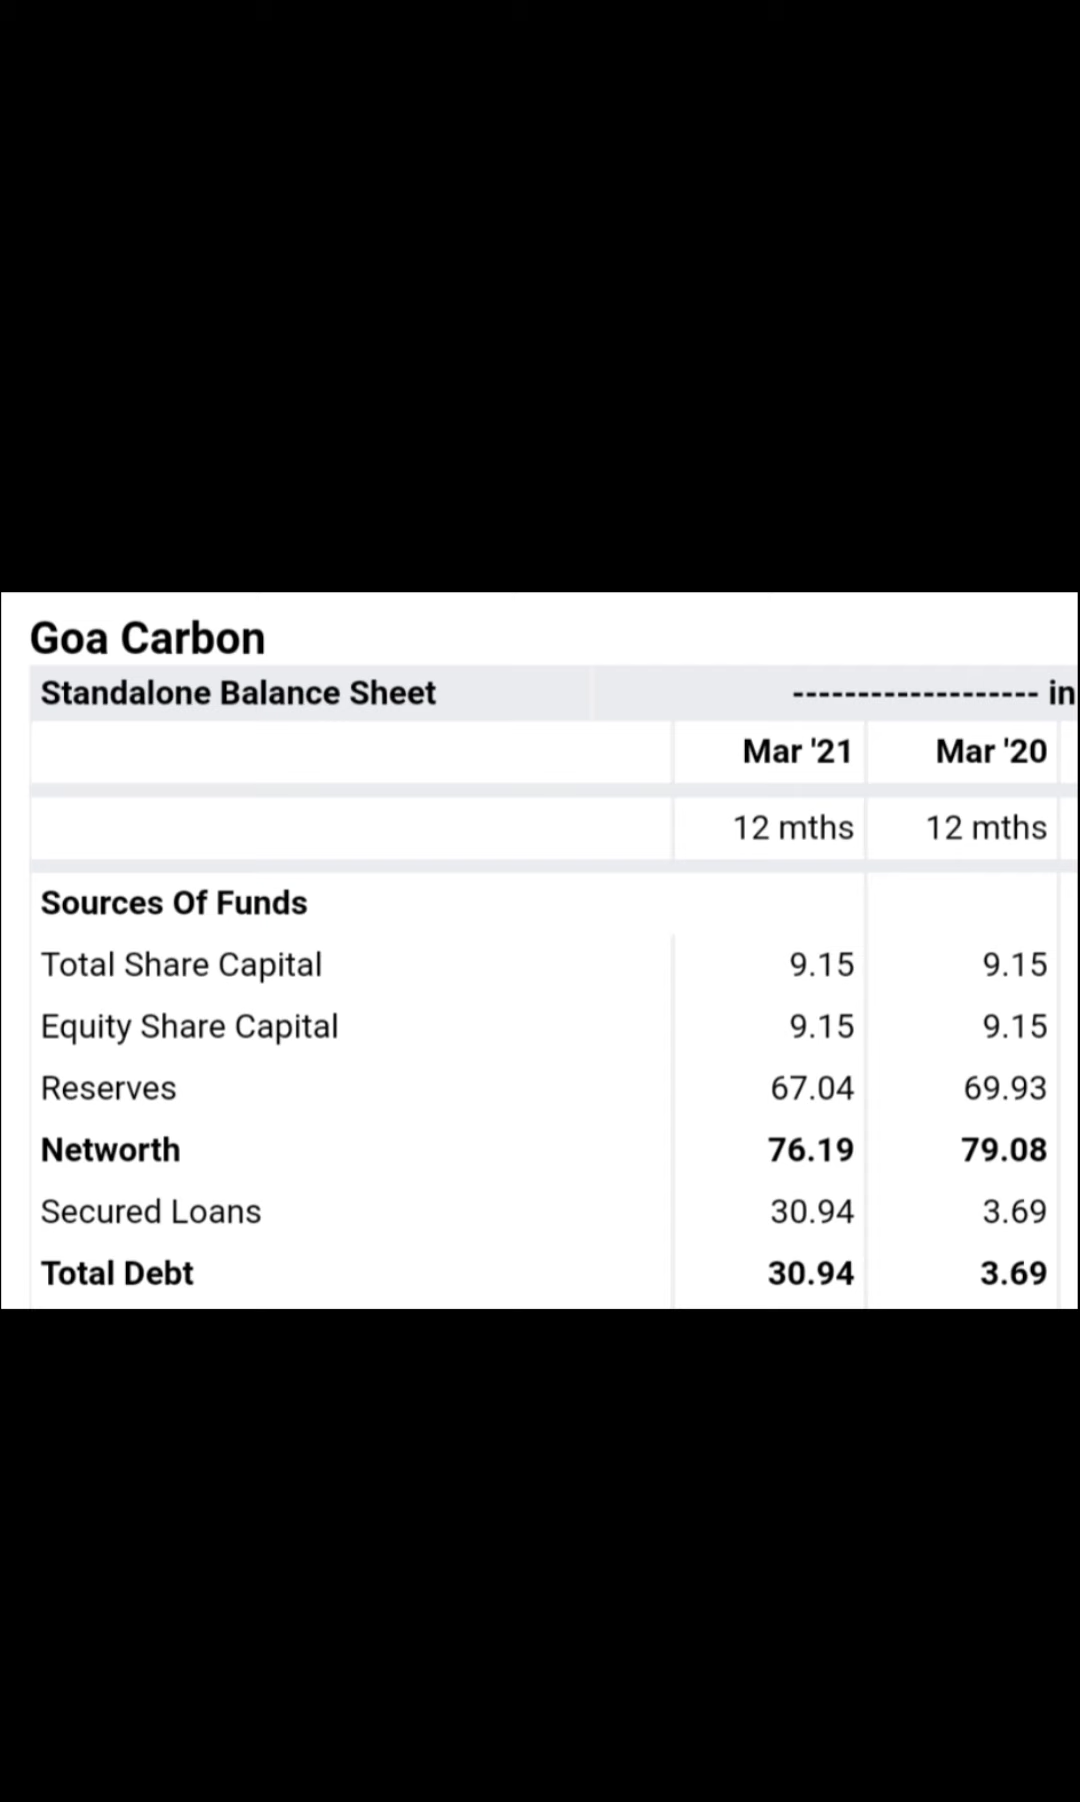 Goa Carbon
Standalone Balance Sheet ------------------- in
Mar '21 Mar '20
12 mths 12 mths
Sources Of Funds
Total Share Capital 9.15 9.15
Equity Share Capital 9.15 9.15
Reserves 67.04 69.93
Networth 76.19 79.08
Secured Loans 30.94 3.69
Total Debt 30.94 3.69